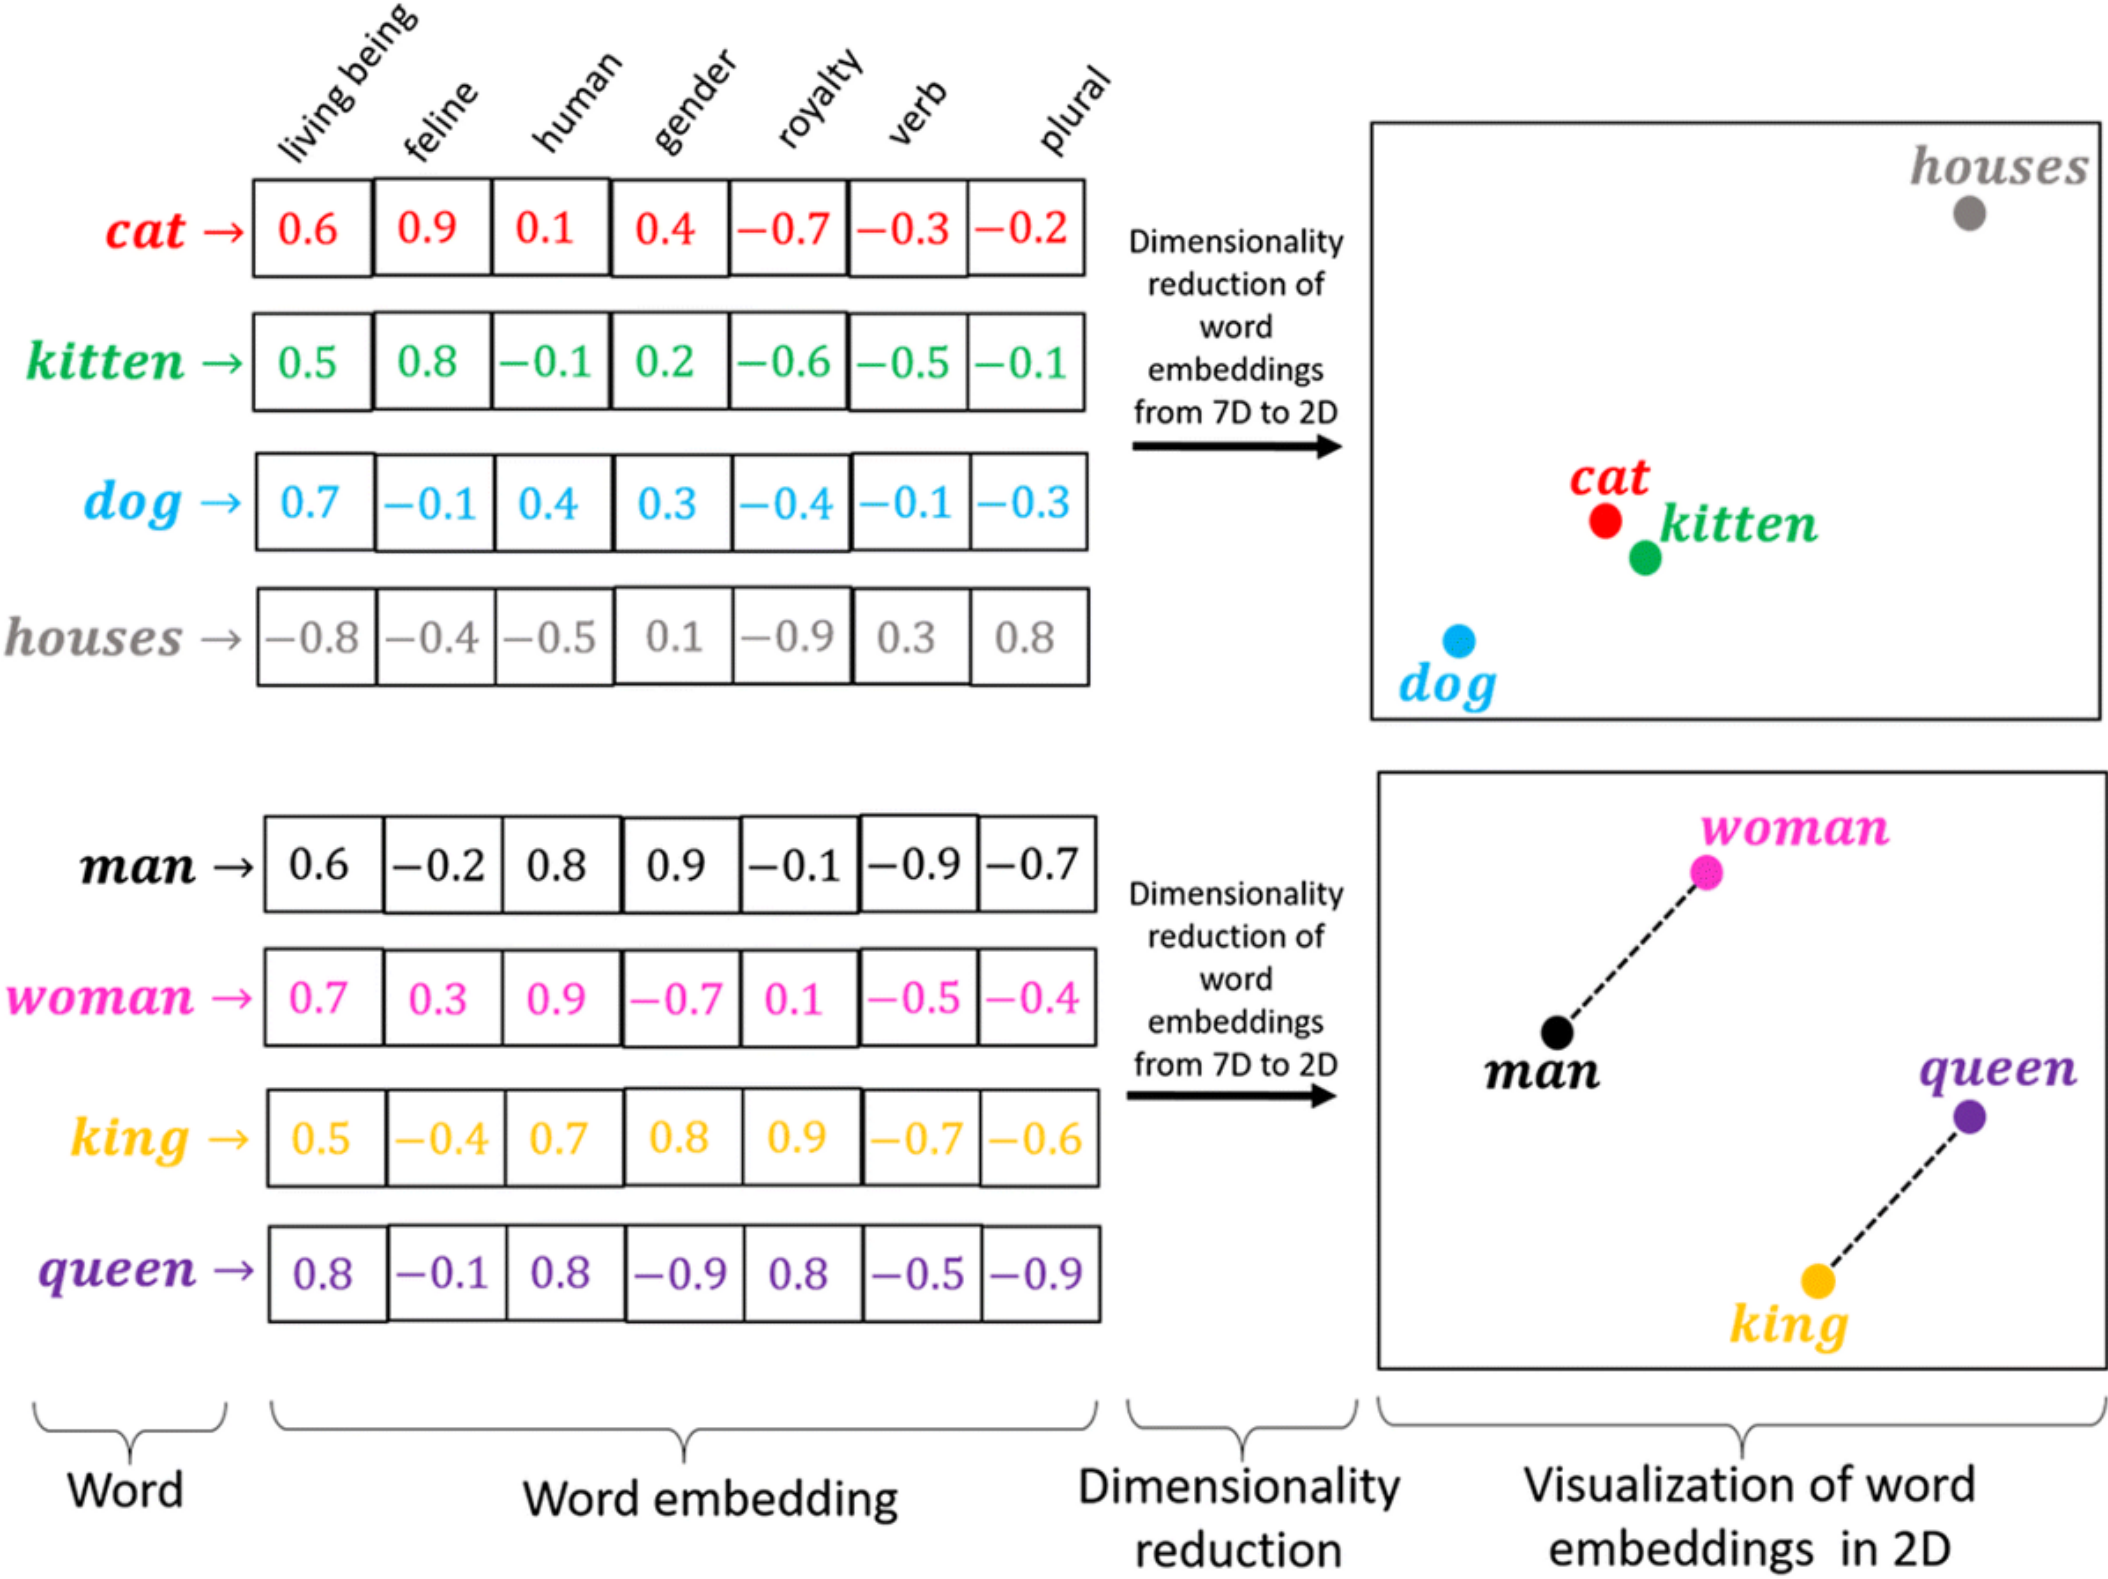 living being feline human gender royalty verb plural
cat → 0.6 0.9 0.1 0.4 −0.7 −0.3 −0.2
kitten → 0.5 0.8 −0.1 0.2 −0.6 −0.5 −0.1
dog → 0.7 −0.1 0.4 0.3 −0.4 −0.1 −0.3
houses → −0.8 −0.4 −0.5 0.1 −0.9 0.3 0.8
Dimensionality
reduction of
word
embeddings
from 7D to 2D
houses
cat
kitten
dog
man → 0.6 −0.2 0.8 0.9 −0.1 −0.9 −0.7
woman → 0.7 0.3 0.9 −0.7 0.1 −0.5 −0.4
king → 0.5 −0.4 0.7 0.8 0.9 −0.7 −0.6
queen → 0.8 −0.1 0.8 −0.9 0.8 −0.5 −0.9
Dimensionality
reduction of
word
embeddings
from 7D to 2D
woman
man
queen
king
Word
Word embedding
Dimensionality
reduction
Visualization of word
embeddings in 2D